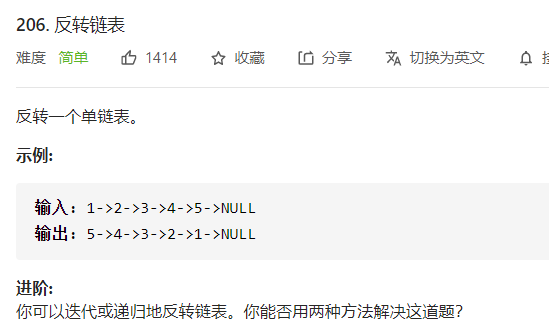 206. 反转链表
难度 简单 1414 收藏 分享 切换为英文
反转一个单链表。
示例:
输入: 1->2->3->4->5->NULL
输出: 5->4->3->2->1->NULL
进阶:
你可以迭代或递归地反转链表。你能否用两种方法解决这道题？